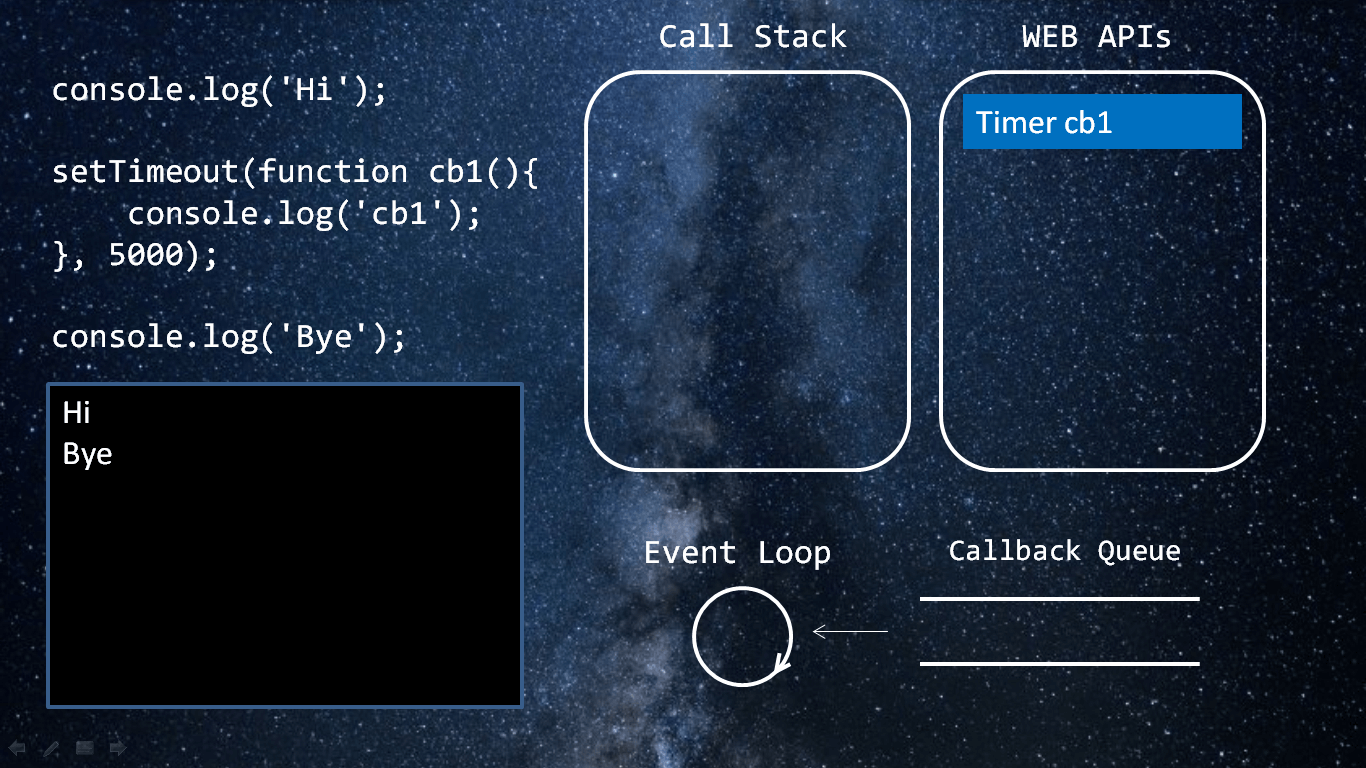 Call Stack
WEB APIs
console.log('Hi');
setTimeout(function cb1(){
    console.log('cb1');
}, 5000);
console.log('Bye');
Timer cb1
Hi
Bye
Event Loop
Callback Queue